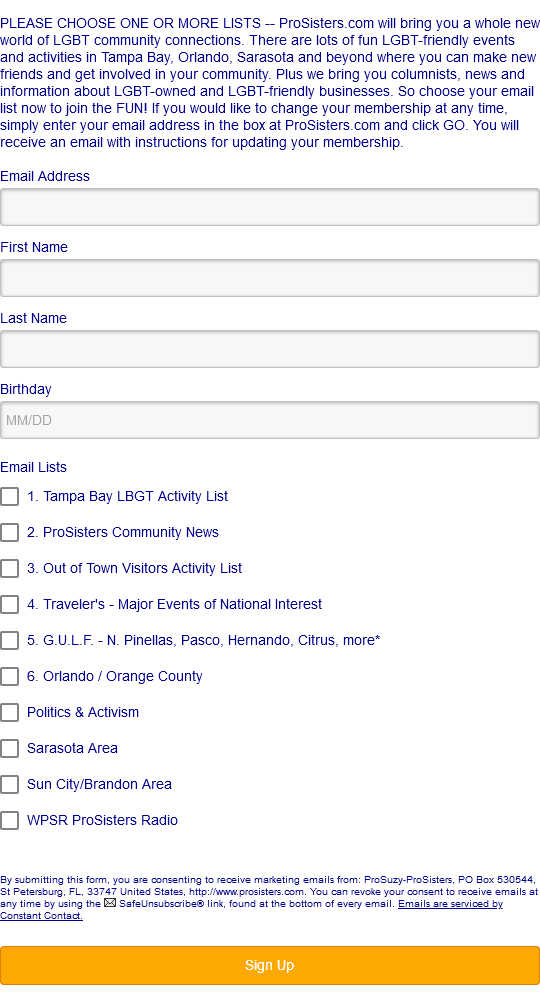 PLEASE CHOOSE ONE OR MORE LISTS -- ProSisters.com will bring you a whole new
world of LGBT community connections. There are lots of fun LGBT-friendly events
and activities in Tampa Bay, Orlando, Sarasota and beyond where you can make new
friends and get involved in your community. Plus we bring you columnists, news and
information about LGBT-owned and LGBT-friendly businesses. So choose your email
list now to join the FUN! If you would like to change your membership at any time,
simply enter your email address in the box at ProSisters.com and click GO. You will
receive an email with instructions for updating your membership.
Email Address
First Name
Last Name
Birthday
MM/DD
Email Lists
1. Tampa Bay LBGT Activity List
2. ProSisters Community News
3. Out of Town Visitors Activity List
4. Traveler's - Major Events of National Interest
5. G.U.L.F. - N. Pinellas, Pasco, Hernando, Citrus, more*
6. Orlando / Orange County
Politics & Activism
Sarasota Area
Sun City/Brandon Area
WPSR ProSisters Radio
By submitting this form, you are consenting to receive marketing emails from: ProSuzy-ProSisters, PO Box 530544,
St Petersburg, FL, 33747 United States, http://www.prosisters.com. You can revoke your consent to receive emails at
any time by using the SafeUnsubscribe® link, found at the bottom of every email. Emails are serviced by
Constant Contact.
Sign Up